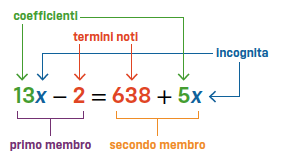 coefficienti
termini noti
incognita
13x − 2 = 638 + 5x
primo membro secondo membro